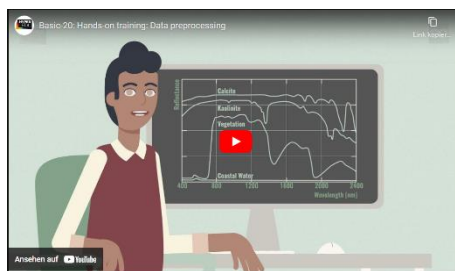 Basic-20: Hands-on training: Data preprocessing
Link kopier...
Reflectance
Calcite
Kaolinite
Vegetation
Coastal Water
400 800 1200 1600 2000 2400
Wavelength (nm)
Ansehen auf YouTube